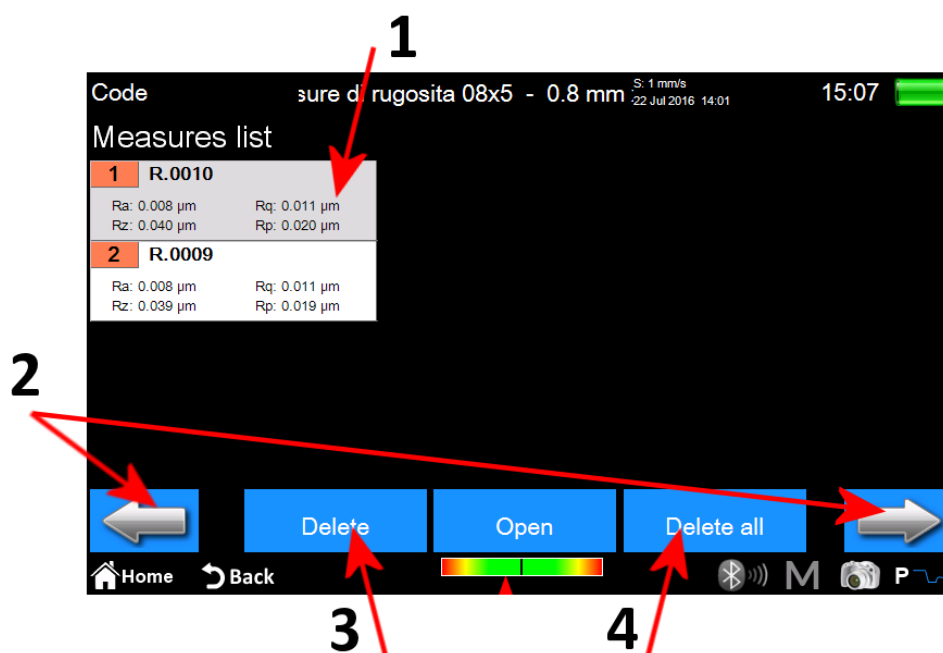 1
Code
sure di rugosita 08x5 - 0.8 mm
S: 1 mm/s
22 Jul 2016 14:01
15:07
Measures list
1 R.0010
Ra: 0.008 µm Rq: 0.011 µm
Rz: 0.040 µm Rp: 0.020 µm
2 R.0009
Ra: 0.008 µm Rq: 0.011 µm
Rz: 0.039 µm Rp: 0.019 µm
2
Delete Open Delete all
Home Back M P
3 4